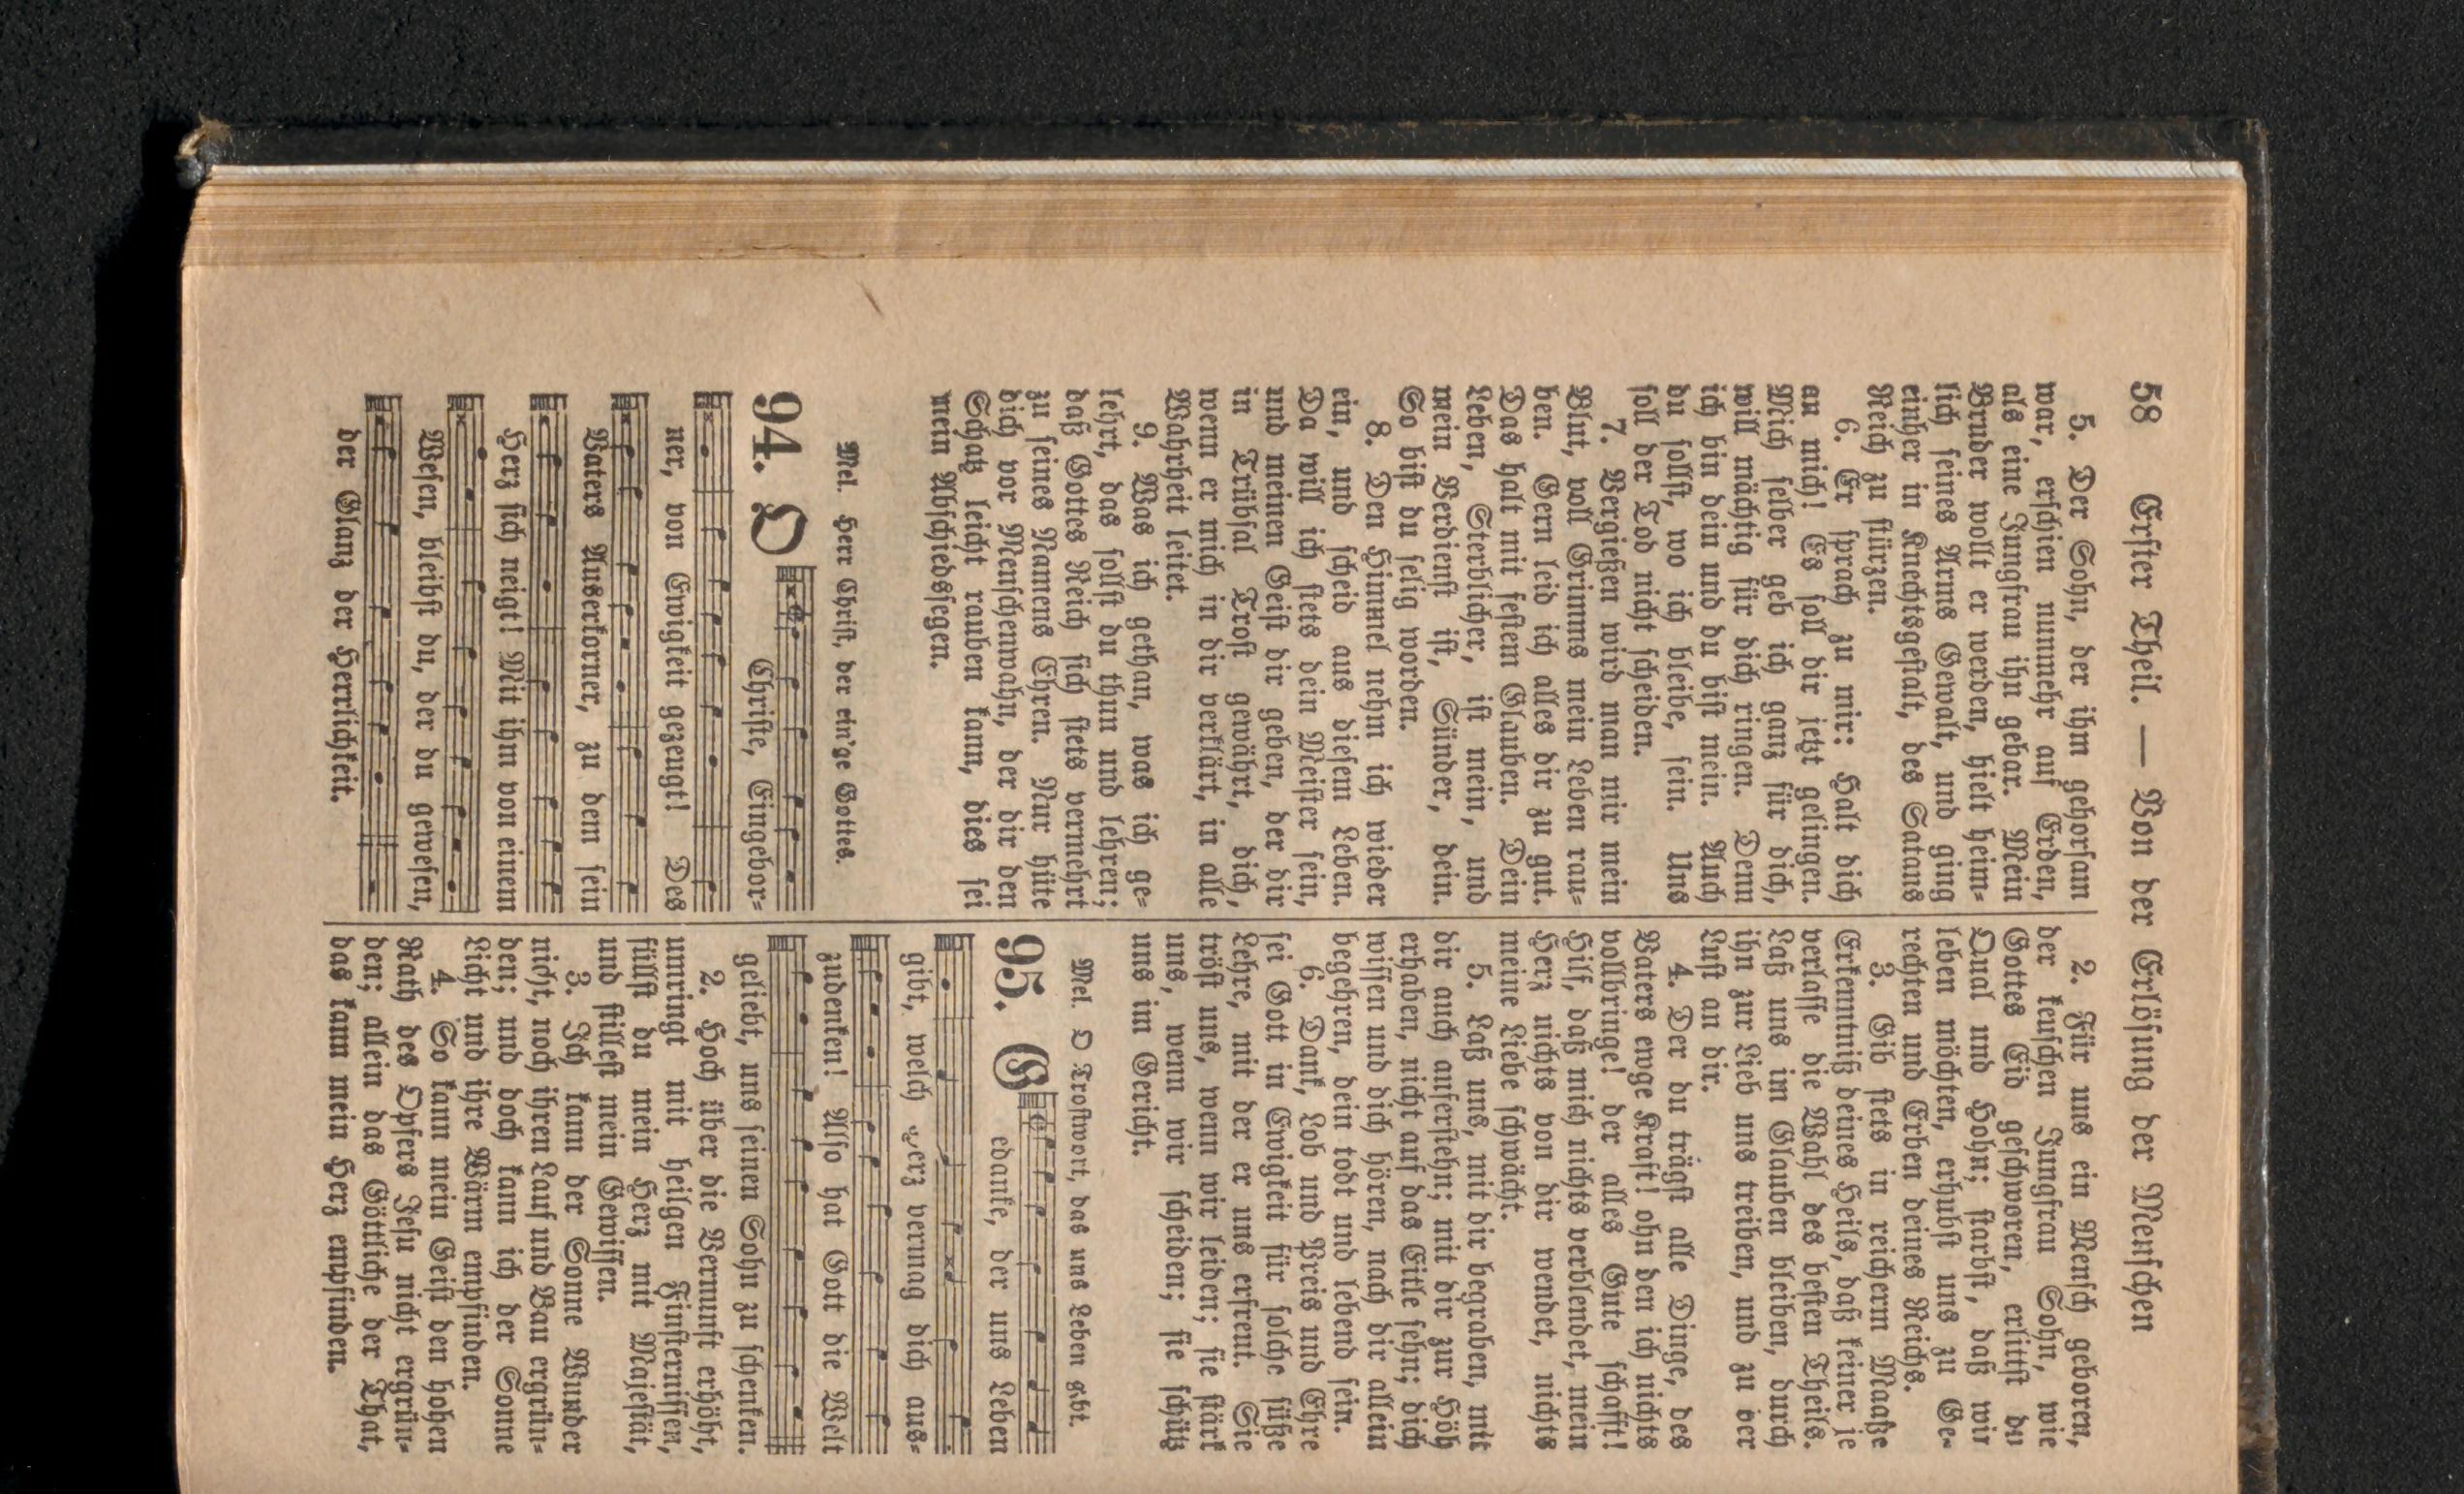 58 Erster Theil. — Von der Erlösung der Menschen
5. Der Sohn, der ihm gehorsam
war, erschien nunmehr auf Erden,
als eine Jungfrau ihn gebar. Mein
Bruder wollt er werden, hielt heim-
lich seines Arms Gewalt, und ging
einher in Knechtsgestalt, des Satans
Reich zu stürzen.
6. Er sprach zu mir: Halt dich
an mich! Es soll dir jetzt gelingen.
Mich selber geb ich ganz für dich,
will mächtig für dich ringen. Denn
ich bin dein und du bist mein. Auch
du sollst, wo ich bleibe, sein. Uns
soll der Tod nicht scheiden.
7. Vergießen wird man mir mein
Blut, voll Grimms mein Leben rau-
ben. Gern leid ich alles dir zu gut.
Das halt mit festem Glauben. Dein
Leben, Sterblicher, ist mein, und
mein Verdienst ist, Sünder, dein.
So bist du selig worden.
8. Den Himmel nehm ich wieder
ein, und scheid aus diesem Leben.
Da will ich stets dein Meister sein,
und meinen Geist dir geben, der dir
in Trübsal Trost gewährt, dich,
wenn er mich in dir verklärt, in alle
Wahrheit leitet.
9. Was ich gethan, was ich ge-
lehrt, das sollst du thun und lehren;
daß Gottes Reich sich stets vermehrt
zu seines Namens Ehren. Nur hüte
dich vor Menschenwahn, der dir den
Schatz leicht rauben kann, dies sei
mein Abschiedssegen.
Mel. Herr Christ, der ein'ge Gottes.
94. O Christe, Eingebor-
ner, von Ewigkeit gezeugt! Des
Vaters Auserkorner, zu dem sein
Herz sich neigt! Mit ihm von einem
Wesen, bleibst du, der du gewesen,
der Glanz der Herrlichkeit.
2. Für uns ein Mensch geboren,
der keuschen Jungfrau Sohn, wie
Gottes Eid geschworen, erlittst du
Qual und Hohn; starbst, daß wir
leben möchten, erhubst uns zu Ge-
rechten und Erben deines Reichs.
3. Gib stets in reicherm Maaße
Erkenntniß deines Heils, daß keiner je
verlasse die Wahl des besten Theils.
Laß uns im Glauben bleiben, durch
ihn zur Lieb uns treiben, und zu der
Lust an dir.
4. Der du trägst alle Dinge, des
Vaters ewge Kraft! ohn den ich nichts
vollbringe! der alles Gute schafft!
Hilf, daß mich nichts verblendet, mein
Herz nichts von dir wendet, nichts
meine Liebe schwächt.
5. Laß uns, mit dir begraben, mit
dir auch auferstehn; mit dir zur Höh
erhaben, nicht auf das Eitle sehn; dich
wissen und dich hören, nach dir allein
begehren, dein todt und lebend sein.
6. Dank, Lob und Preis und Ehre
sei Gott in Ewigkeit für solche süße
Lehre, mit der er uns erfreut. Sie
tröst uns, wenn wir leiden; sie stärk
uns, wenn wir scheiden; sie schütz
uns im Gericht.
Mel. O Trostwort, das uns Leben gibt.
95. Gedanke, der uns Leben
gibt, welch Herz vermag dich aus-
zudenken! Also hat Gott die Welt
geliebt, uns seinen Sohn zu schenken.
2. Hoch über die Vernunft erhöht,
umringt mit heilgen Finsternissen,
füllst du mein Herz mit Majestät,
und stillest mein Gewissen.
3. Ich kann der Sonne Wunder
nicht, noch ihren Lauf und Bau ergrün-
den; und doch kann ich der Sonne
Licht und ihre Wärm empfinden.
4. So kann mein Geist den hohen
Rath des Opfers Jesu nicht ergrün-
den; allein das Göttliche der That,
das kann mein Herz empfinden.